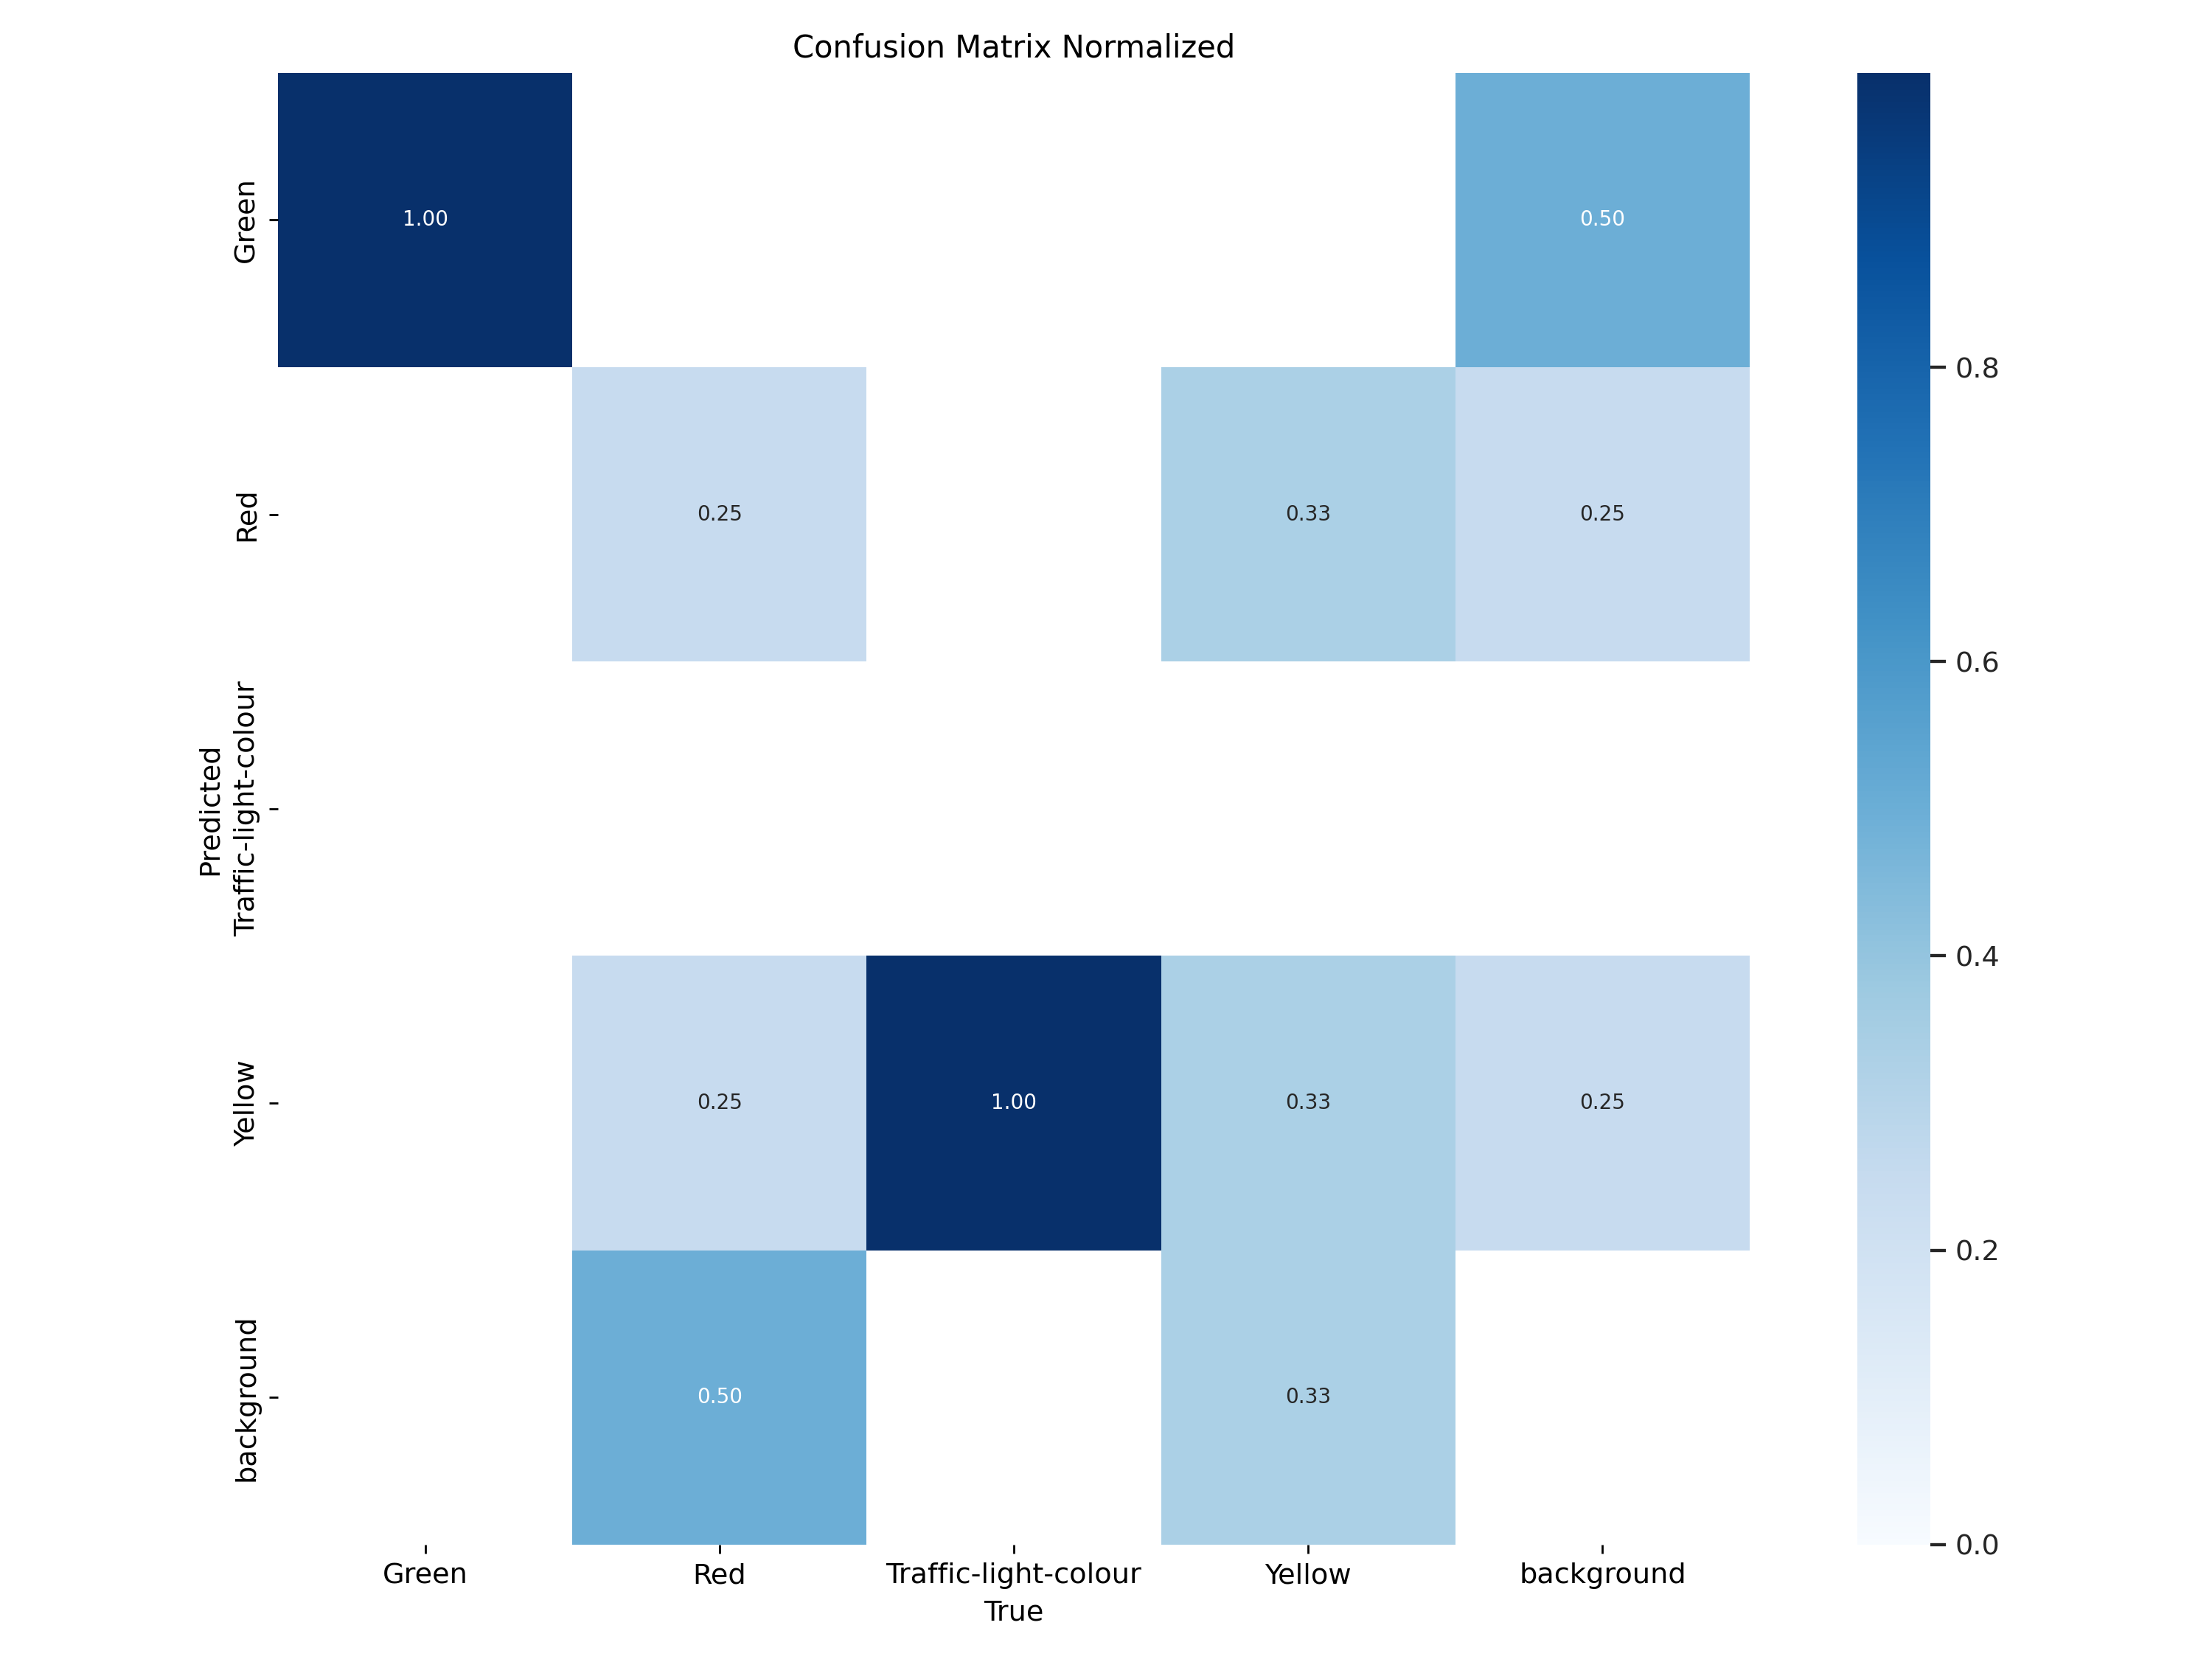 Confusion Matrix Normalized
Green
1.00
0.50
Red
0.25
0.33
0.25
0.8
0.6
Predicted
Traffic-light-colour
Yellow
0.25
1.00
0.33
0.25
0.4
0.2
background
0.50
0.33
0.0
Green
Red
Traffic-light-colour
Yellow
background
True